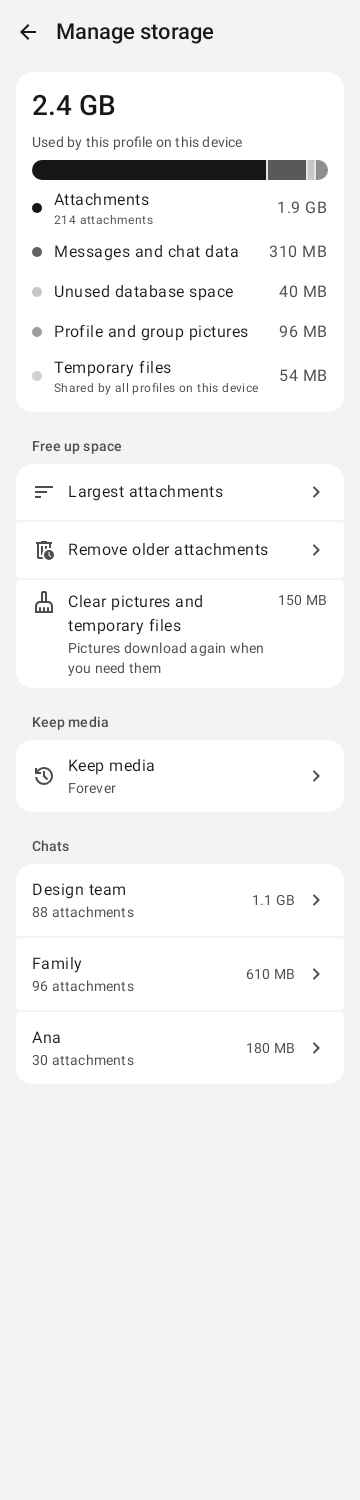 Manage storage
2.4 GB
Used by this profile on this device
Attachments
214 attachments
1.9 GB
Messages and chat data
310 MB
Unused database space
40 MB
Profile and group pictures
96 MB
Temporary files
Shared by all profiles on this device
54 MB
Free up space
Largest attachments
Remove older attachments
Clear pictures and
temporary files
150 MB
Pictures download again when
you need them
Keep media
Keep media
Forever
Chats
Design team
88 attachments
1.1 GB
Family
96 attachments
610 MB
Ana
30 attachments
180 MB